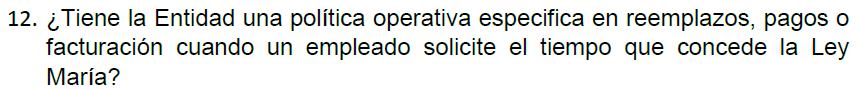 12. ¿Tiene la Entidad una política operativa especifica en reemplazos, pagos o
facturación cuando un empleado solicite el tiempo que concede la Ley
María?